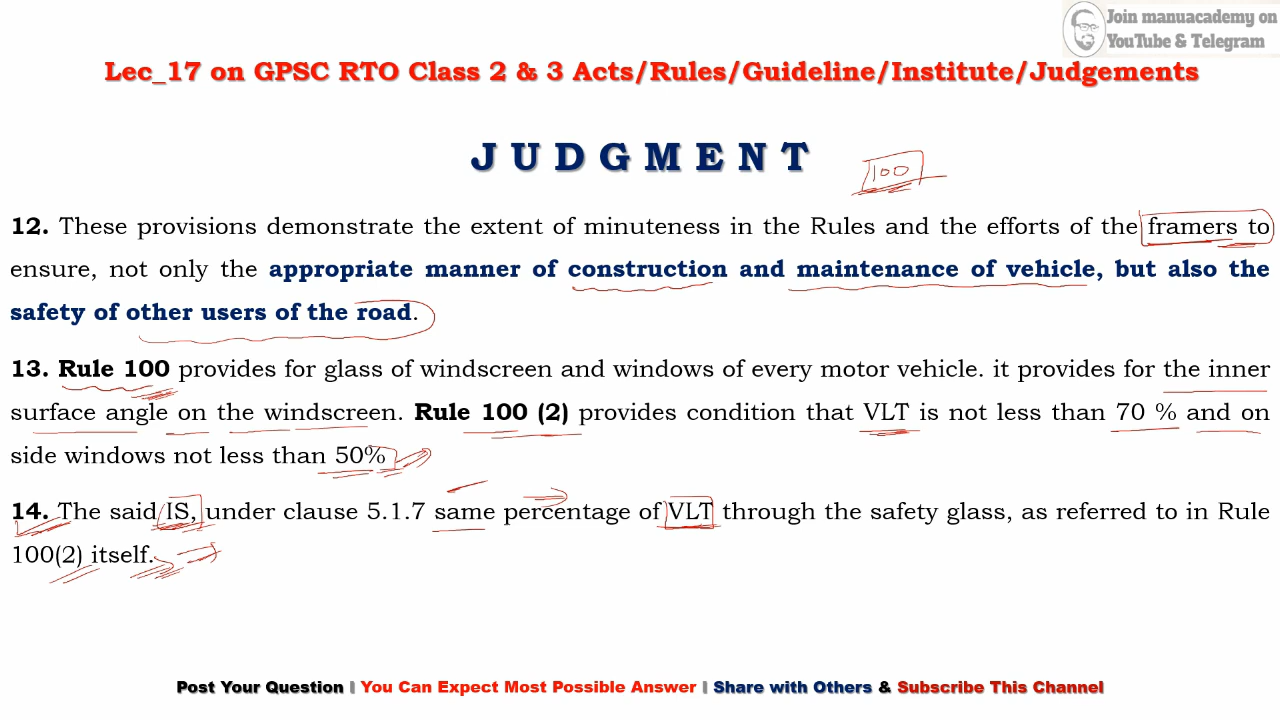 Join manuacademy on
YouTube & Telegram
Lec_17 on GPSC RTO Class 2 & 3 Acts/Rules/Guideline/Institute/Judgements
JUDGMENT
100
12. These provisions demonstrate the extent of minuteness in the Rules and the efforts of the framers to
ensure, not only the appropriate manner of construction and maintenance of vehicle, but also the
safety of other users of the road.
13. Rule 100 provides for glass of windscreen and windows of every motor vehicle. it provides for the inner
surface angle on the windscreen. Rule 100 (2) provides condition that VLT is not less than 70 % and on
side windows not less than 50%
14. The said IS, under clause 5.1.7 same percentage of VLT through the safety glass, as referred to in Rule
100(2) itself.
Post Your Question | You Can Expect Most Possible Answer | Share with Others & Subscribe This Channel